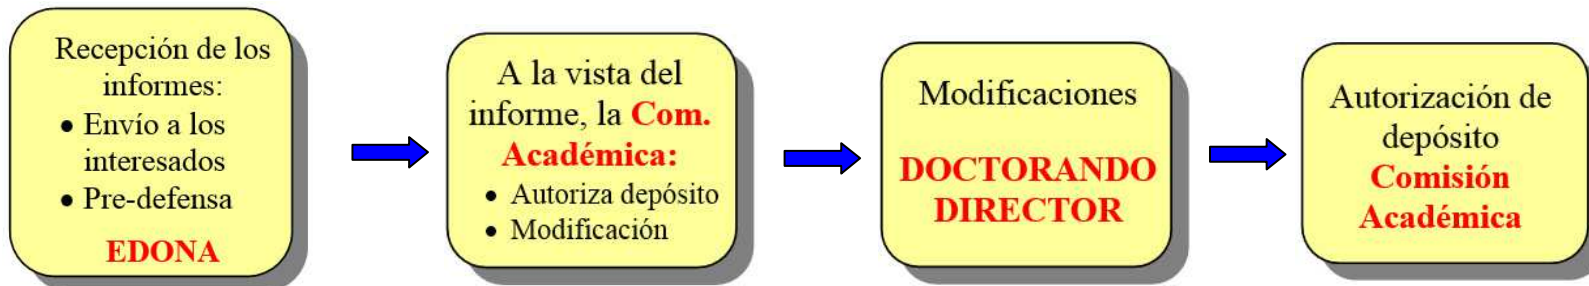 Recepción de los
informes:
• Envío a los
interesados
• Pre-defensa
EDONA
A la vista del
informe, la Com.
Académica:
• Autoriza depósito
• Modificación
Modificaciones
DOCTORANDO
DIRECTOR
Autorización de
depósito
Comisión
Académica